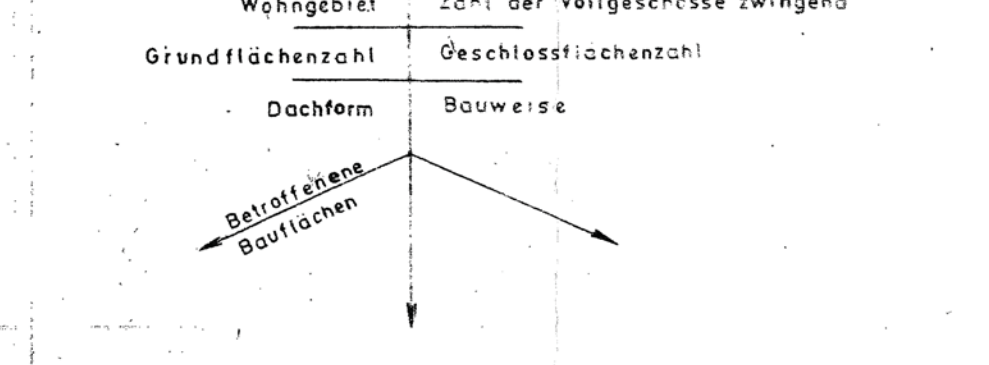 Wohngebiet Zahl der Vollgeschosse zwingend
Grundflächenzahl Geschlossflächenzahl
Dachform Bauweise
Betroffenene
Bauflächen